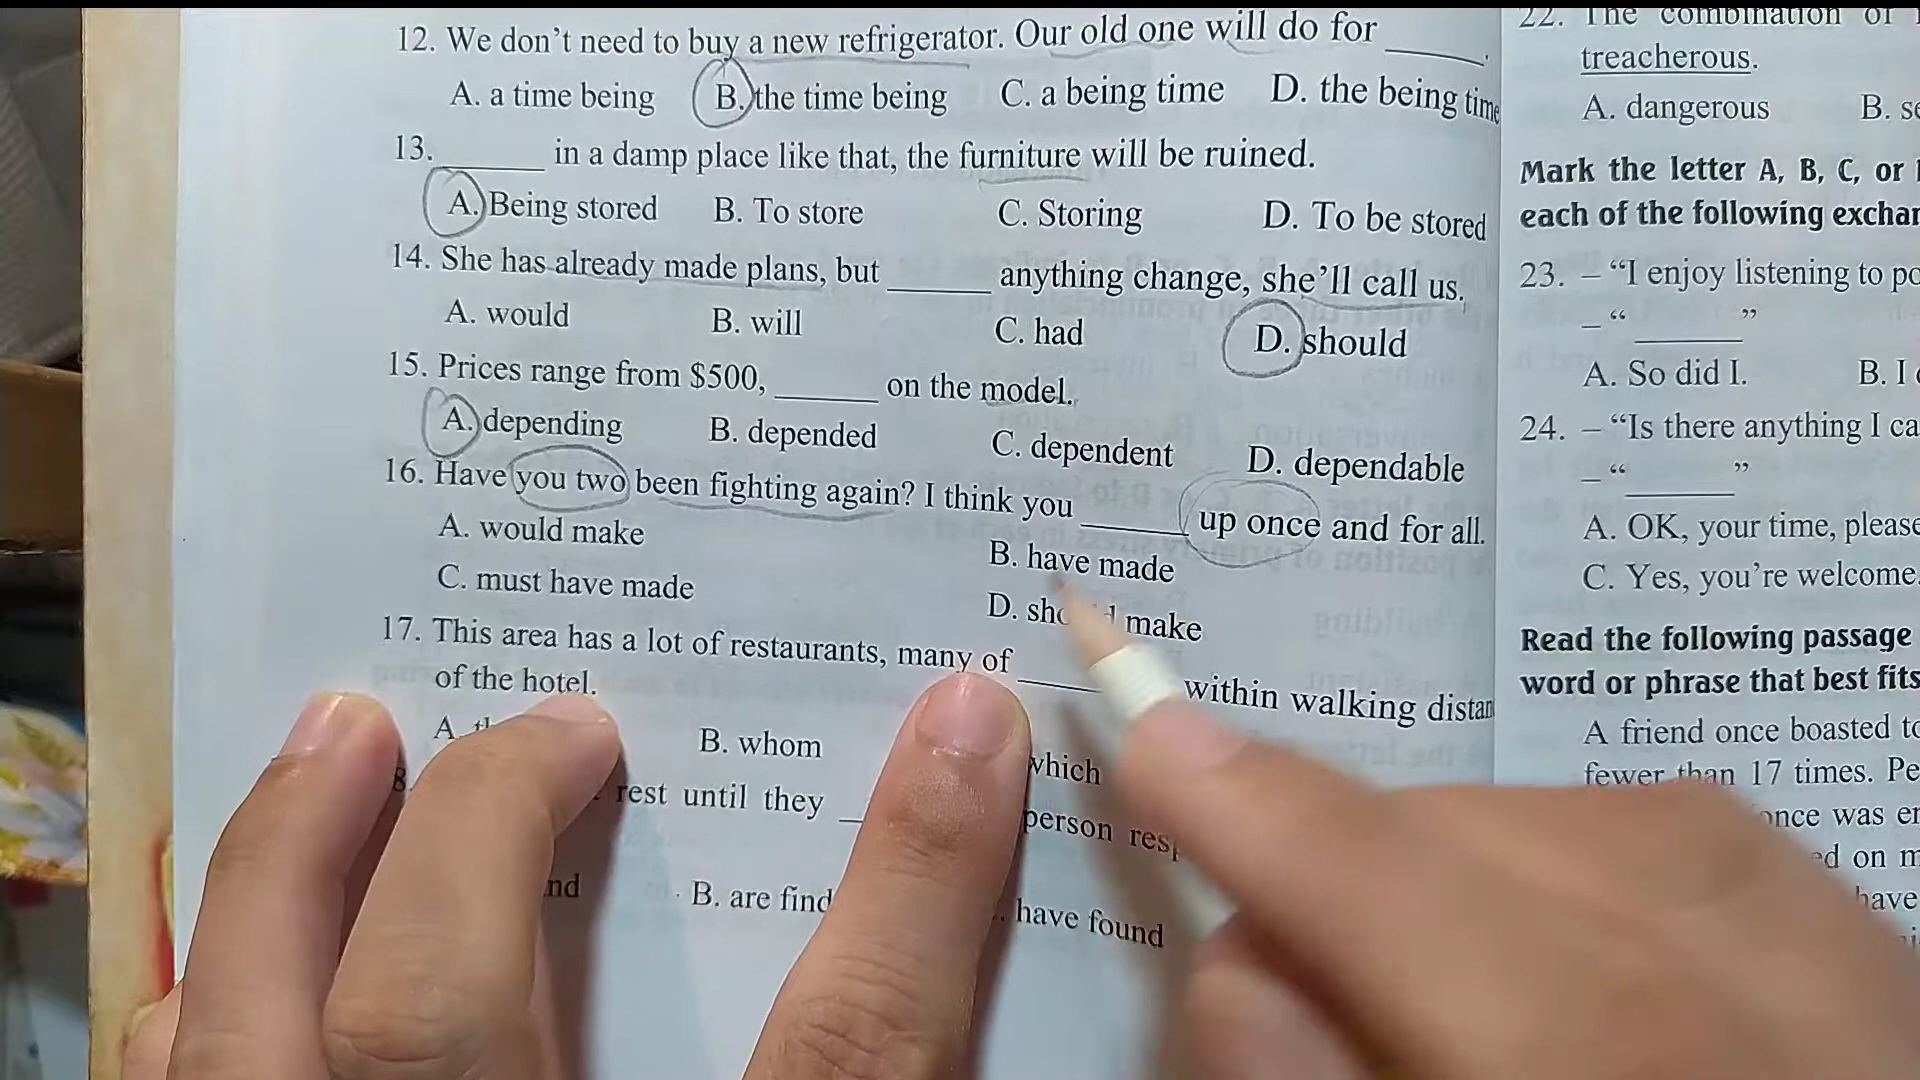 12. We don't need to buy a new refrigerator. Our old one will do for ______.
A. a time being B. the time being C. a being time D. the being time
13. ______ in a damp place like that, the furniture will be ruined.
A. Being stored B. To store C. Storing D. To be stored
14. She has already made plans, but ______ anything change, she'll call us.
A. would B. will C. had D. should
15. Prices range from $500, ______ on the model.
A. depending B. depended C. dependent D. dependable
16. Have you two been fighting again? I think you ______ up once and for all.
A. would make B. have made
C. must have made D. make
17. This area has a lot of restaurants, many of ______ within walking
of the hotel.
A. B. whom which
rest until they person
B. are have found
22. The combination of
treacherous.
A. dangerous B.
Mark the letter A, B, C, or
each of the following
23. – “I enjoy listening to
– “______”
A. So did I. B. I
24. – “Is there anything I
– “______”
A. OK, your time, please
C. Yes, you're welcome.
Read the following passage
word or phrase that best fits
A friend once boasted
fewer than 17 times.
was
on
have